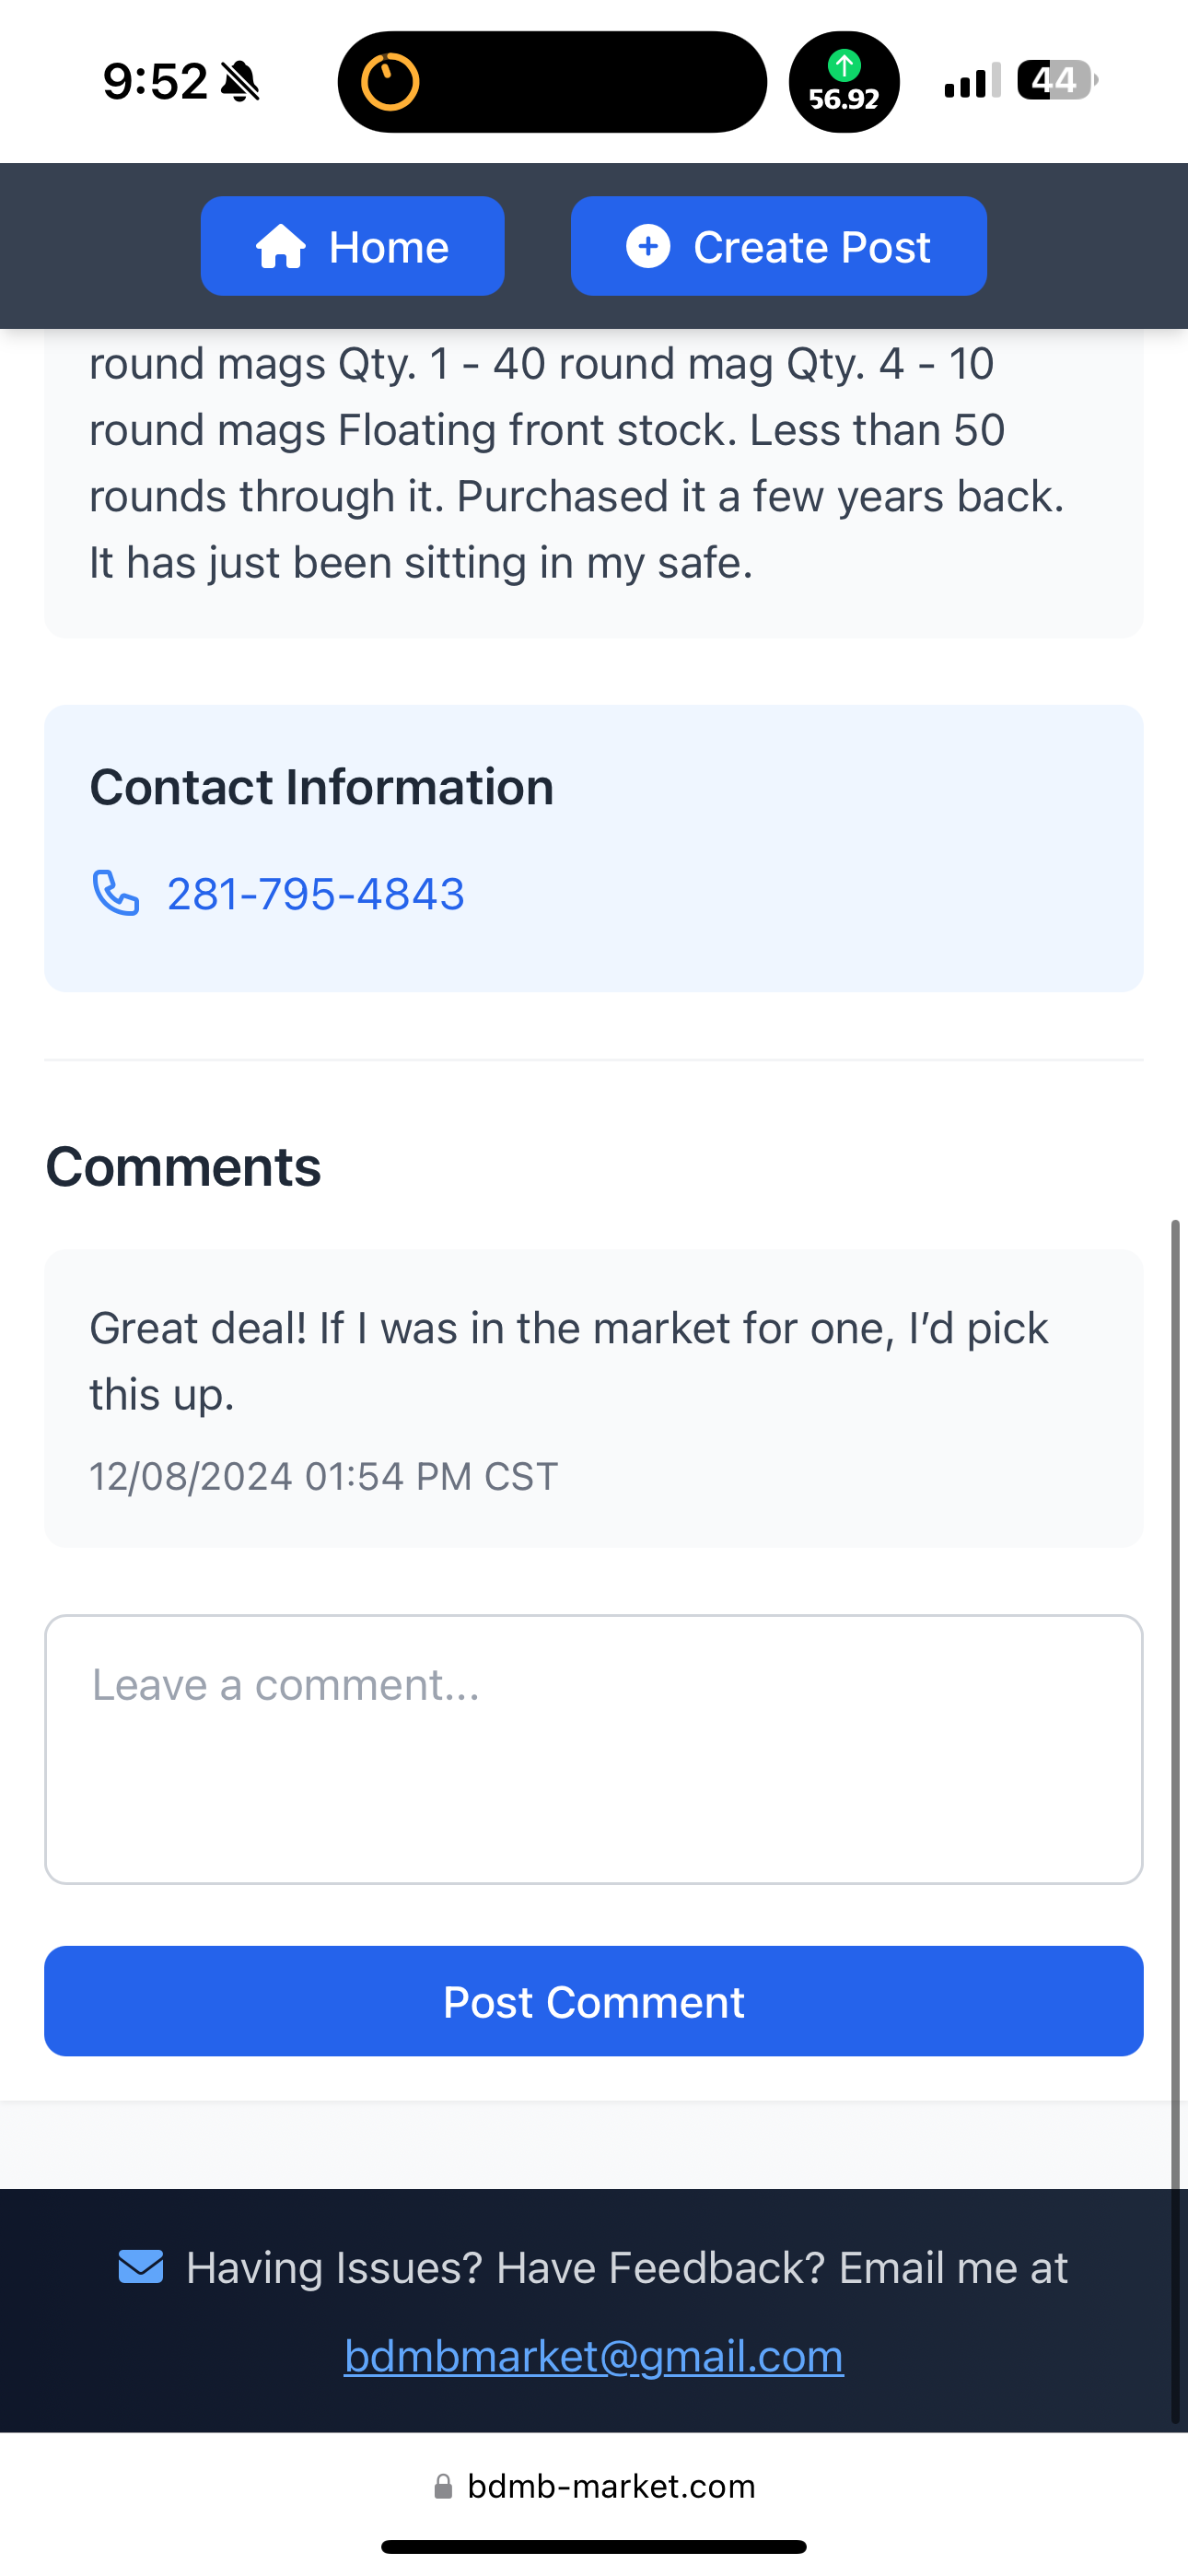 9:52
56.92
44
Home
Create Post
round mags Qty. 1 - 40 round mag Qty. 4 - 10
round mags Floating front stock. Less than 50
rounds through it. Purchased it a few years back.
It has just been sitting in my safe.
Contact Information
281-795-4843
Comments
Great deal! If I was in the market for one, I’d pick
this up.
12/08/2024 01:54 PM CST
Leave a comment...
Post Comment
Having Issues? Have Feedback? Email me at
bdmbmarket@gmail.com
bdmb-market.com